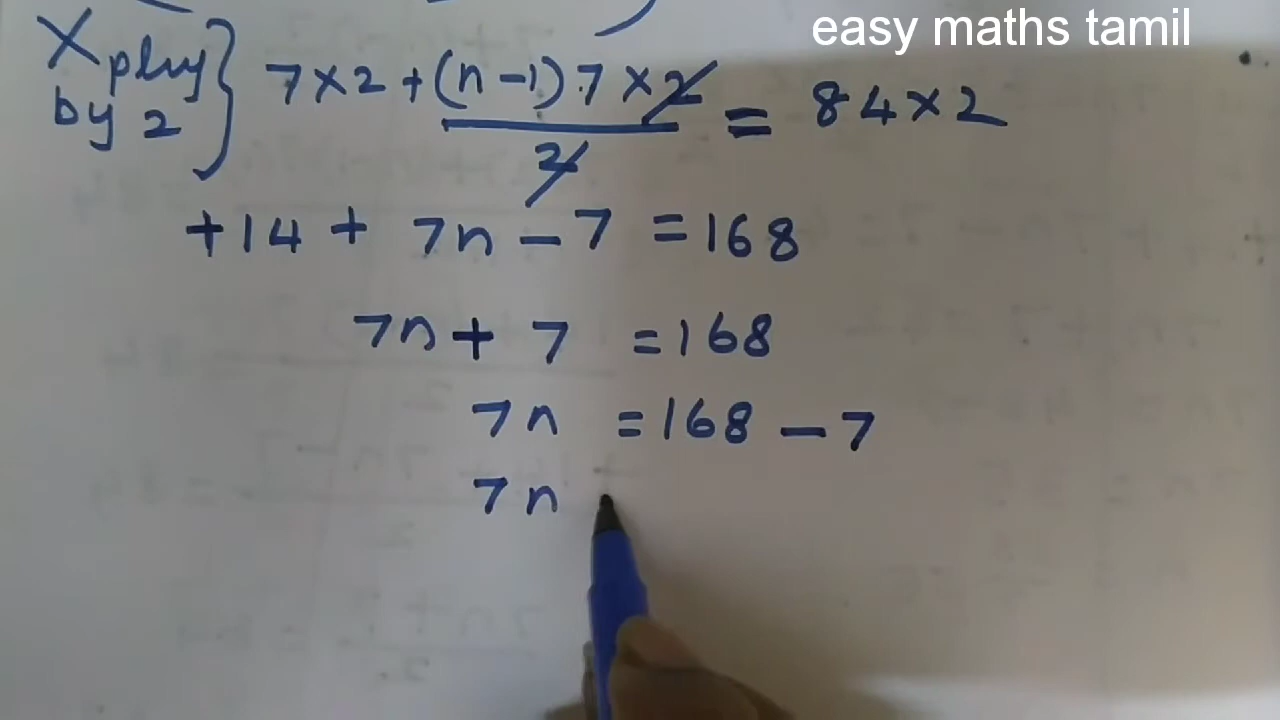 easy maths tamil
Xply by 2} 7×2+(n-1).7×2/2 = 84×2
+14 + 7n - 7 = 168
7n + 7 = 168
7n = 168 - 7
7n